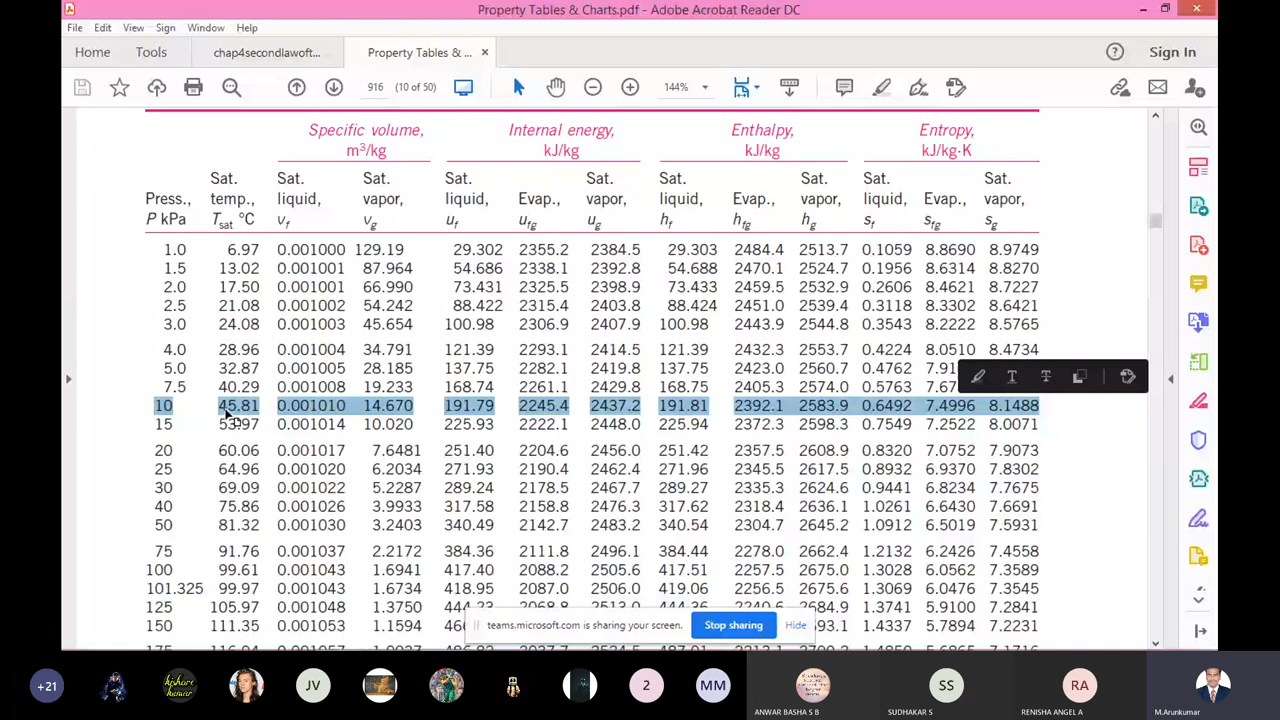 Property Tables & Charts.pdf - Adobe Acrobat Reader DC
File Edit View Sign Window Help
Home Tools chap4secondlawoft... Property Tables & ... × Sign In
916 (10 of 50) 144%
Specific volume, Internal energy, Enthalpy, Entropy,
m³/kg kJ/kg kJ/kg kJ/kg·K
Sat. Sat. Sat. Sat. Sat. Sat. Sat. Sat. Sat.
Press., temp., liquid, vapor, liquid, Evap., vapor, liquid, Evap., vapor, liquid, Evap., vapor,
P kPa Tsat °C vf vg uf ufg ug hf hfg hg sf sfg sg
1.0 6.97 0.001000 129.19 29.302 2355.2 2384.5 29.303 2484.4 2513.7 0.1059 8.8690 8.9749
1.5 13.02 0.001001 87.964 54.686 2338.1 2392.8 54.688 2470.1 2524.7 0.1956 8.6314 8.8270
2.0 17.50 0.001001 66.990 73.431 2325.5 2398.9 73.433 2459.5 2532.9 0.2606 8.4621 8.7227
2.5 21.08 0.001002 54.242 88.422 2315.4 2403.8 88.424 2451.0 2539.4 0.3118 8.3302 8.6421
3.0 24.08 0.001003 45.654 100.98 2306.9 2407.9 100.98 2443.9 2544.8 0.3543 8.2222 8.5765
4.0 28.96 0.001004 34.791 121.39 2293.1 2414.5 121.39 2432.3 2553.7 0.4224 8.0510 8.4734
5.0 32.87 0.001005 28.185 137.75 2282.1 2419.8 137.75 2423.0 2560.7 0.4762 7.91
7.5 40.29 0.001008 19.233 168.74 2261.1 2429.8 168.75 2405.3 2574.0 0.5763 7.67
10 45.81 0.001010 14.670 191.79 2245.4 2437.2 191.81 2392.1 2583.9 0.6492 7.4996 8.1488
15 53.97 0.001014 10.020 225.93 2222.1 2448.0 225.94 2372.3 2598.3 0.7549 7.2522 8.0071
20 60.06 0.001017 7.6481 251.40 2204.6 2456.0 251.42 2357.5 2608.9 0.8320 7.0752 7.9073
25 64.96 0.001020 6.2034 271.93 2190.4 2462.4 271.96 2345.5 2617.5 0.8932 6.9370 7.8302
30 69.09 0.001022 5.2287 289.24 2178.5 2467.7 289.27 2335.3 2624.6 0.9441 6.8234 7.7675
40 75.86 0.001026 3.9933 317.58 2158.8 2476.3 317.62 2318.4 2636.1 1.0261 6.6430 7.6691
50 81.32 0.001030 3.2403 340.49 2142.7 2483.2 340.54 2304.7 2645.2 1.0912 6.5019 7.5931
75 91.76 0.001037 2.2172 384.36 2111.8 2496.1 384.44 2278.0 2662.4 1.2132 6.2426 7.4558
100 99.61 0.001043 1.6941 417.40 2088.2 2505.6 417.51 2257.5 2675.0 1.3028 6.0562 7.3589
101.325 99.97 0.001043 1.6734 418.95 2087.0 2506.0 419.06 2256.5 2675.6 1.3069 6.0476 7.3545
125 105.97 0.001048 1.3750 1.3741 5.9100 7.2841
150 111.35 0.001053 1.1594 1.4337 5.7894 7.2231
teams.microsoft.com is sharing your screen. Stop sharing Hide
+21 kishore kumar JV 2 MM SS RA
ANWAR BASHA S B SUDHAKAR S RENISHA ANGEL A M.Arunkumar